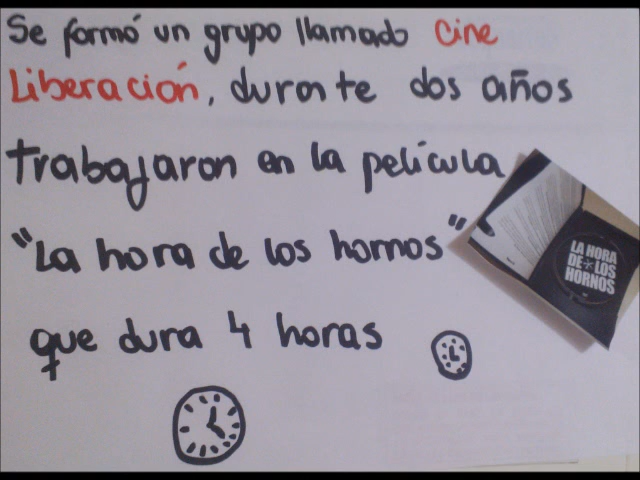 Se formó un grupo llamado Cine
Liberación, durante dos años
trabajaron en la película
"La hora de los hornos"
que dura 4 horas
LA HORA
DE LOS
HORNOS